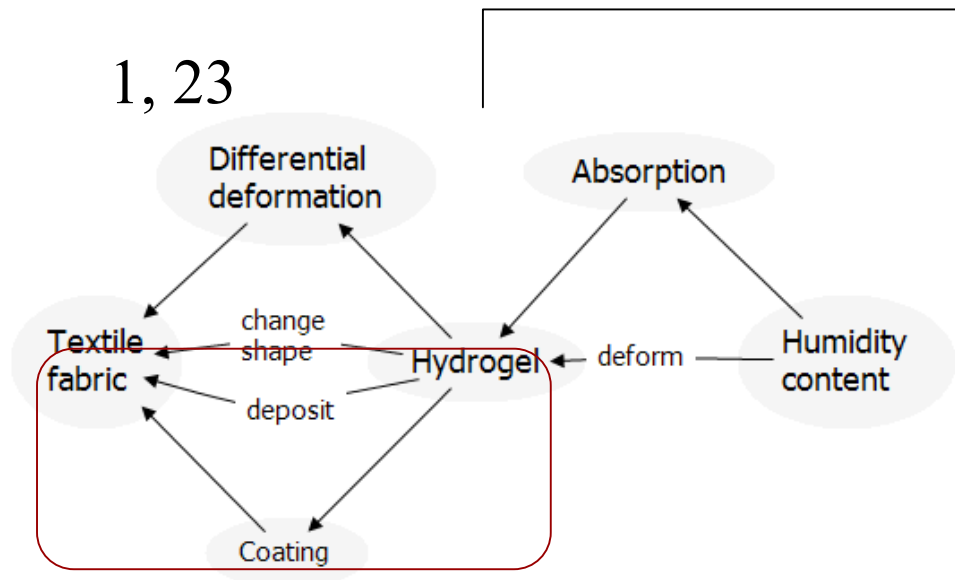 1, 23
Differential
deformation
Absorption
change
shape
Textile
fabric
Hydrogel
deform
Humidity
content
deposit
Coating